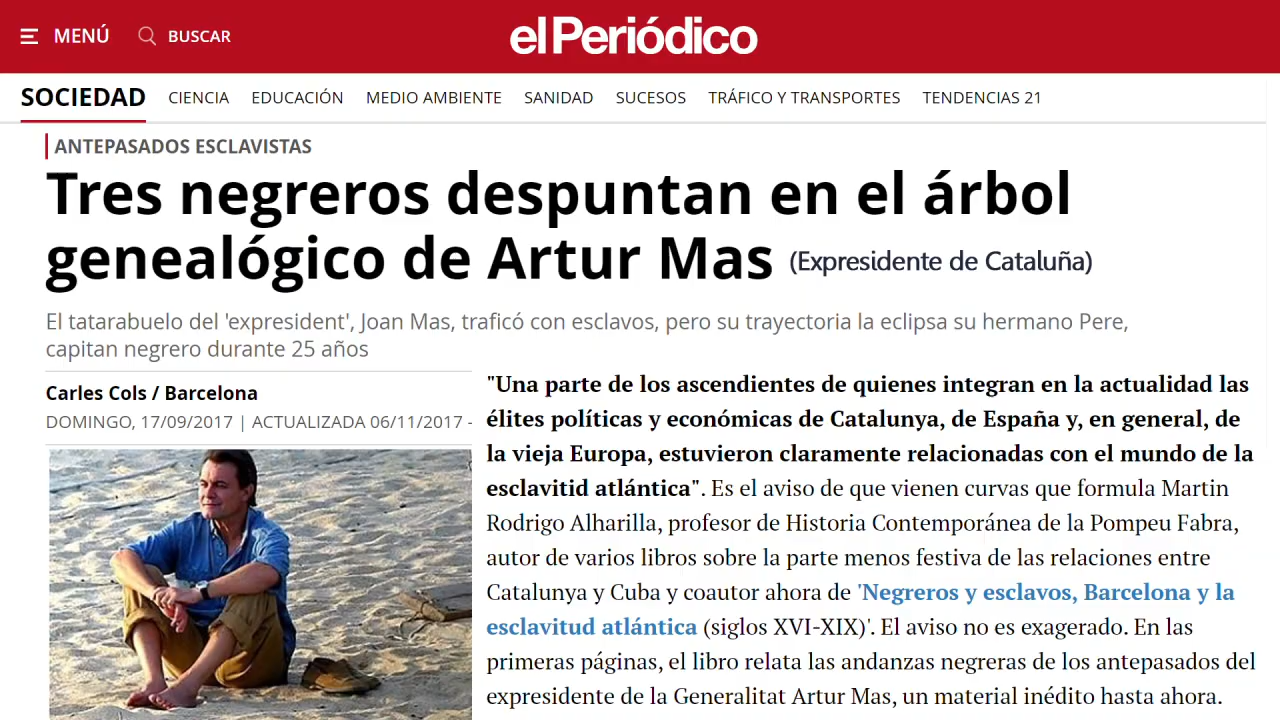 MENÚ
BUSCAR
elPeriódico
SOCIEDAD CIENCIA EDUCACIÓN MEDIO AMBIENTE SANIDAD SUCESOS TRÁFICO Y TRANSPORTES TENDENCIAS 21
ANTEPASADOS ESCLAVISTAS
Tres negreros despuntan en el árbol
genealógico de Artur Mas (Expresidente de Cataluña)
El tatarabuelo del 'expresident', Joan Mas, traficó con esclavos, pero su trayectoria la eclipsa su hermano Pere,
capitan negrero durante 25 años
Carles Cols / Barcelona
DOMINGO, 17/09/2017 | ACTUALIZADA 06/11/2017 -
"Una parte de los ascendientes de quienes integran en la actualidad las
élites políticas y económicas de Catalunya, de España y, en general, de
la vieja Europa, estuvieron claramente relacionadas con el mundo de la
esclavitid atlántica". Es el aviso de que vienen curvas que formula Martin
Rodrigo Alharilla, profesor de Historia Contemporánea de la Pompeu Fabra,
autor de varios libros sobre la parte menos festiva de las relaciones entre
Catalunya y Cuba y coautor ahora de 'Negreros y esclavos, Barcelona y la
esclavitud atlántica (siglos XVI-XIX)'. El aviso no es exagerado. En las
primeras páginas, el libro relata las andanzas negreras de los antepasados del
expresidente de la Generalitat Artur Mas, un material inédito hasta ahora.